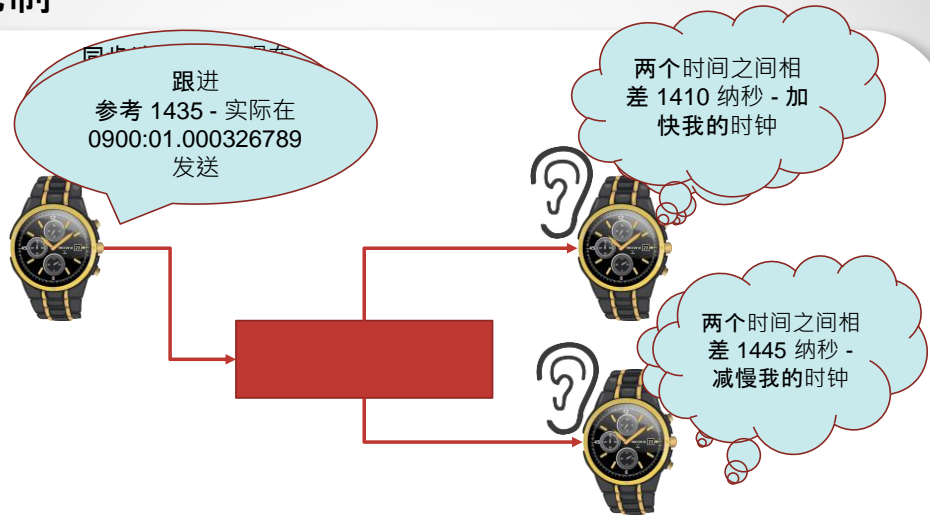 跟进
参考 1435 - 实际在
0900:01.000326789
发送
两个时间之间相
差 1410 纳秒 - 加
快我的时钟
两个时间之间相
差 1445 纳秒 -
减慢我的时钟